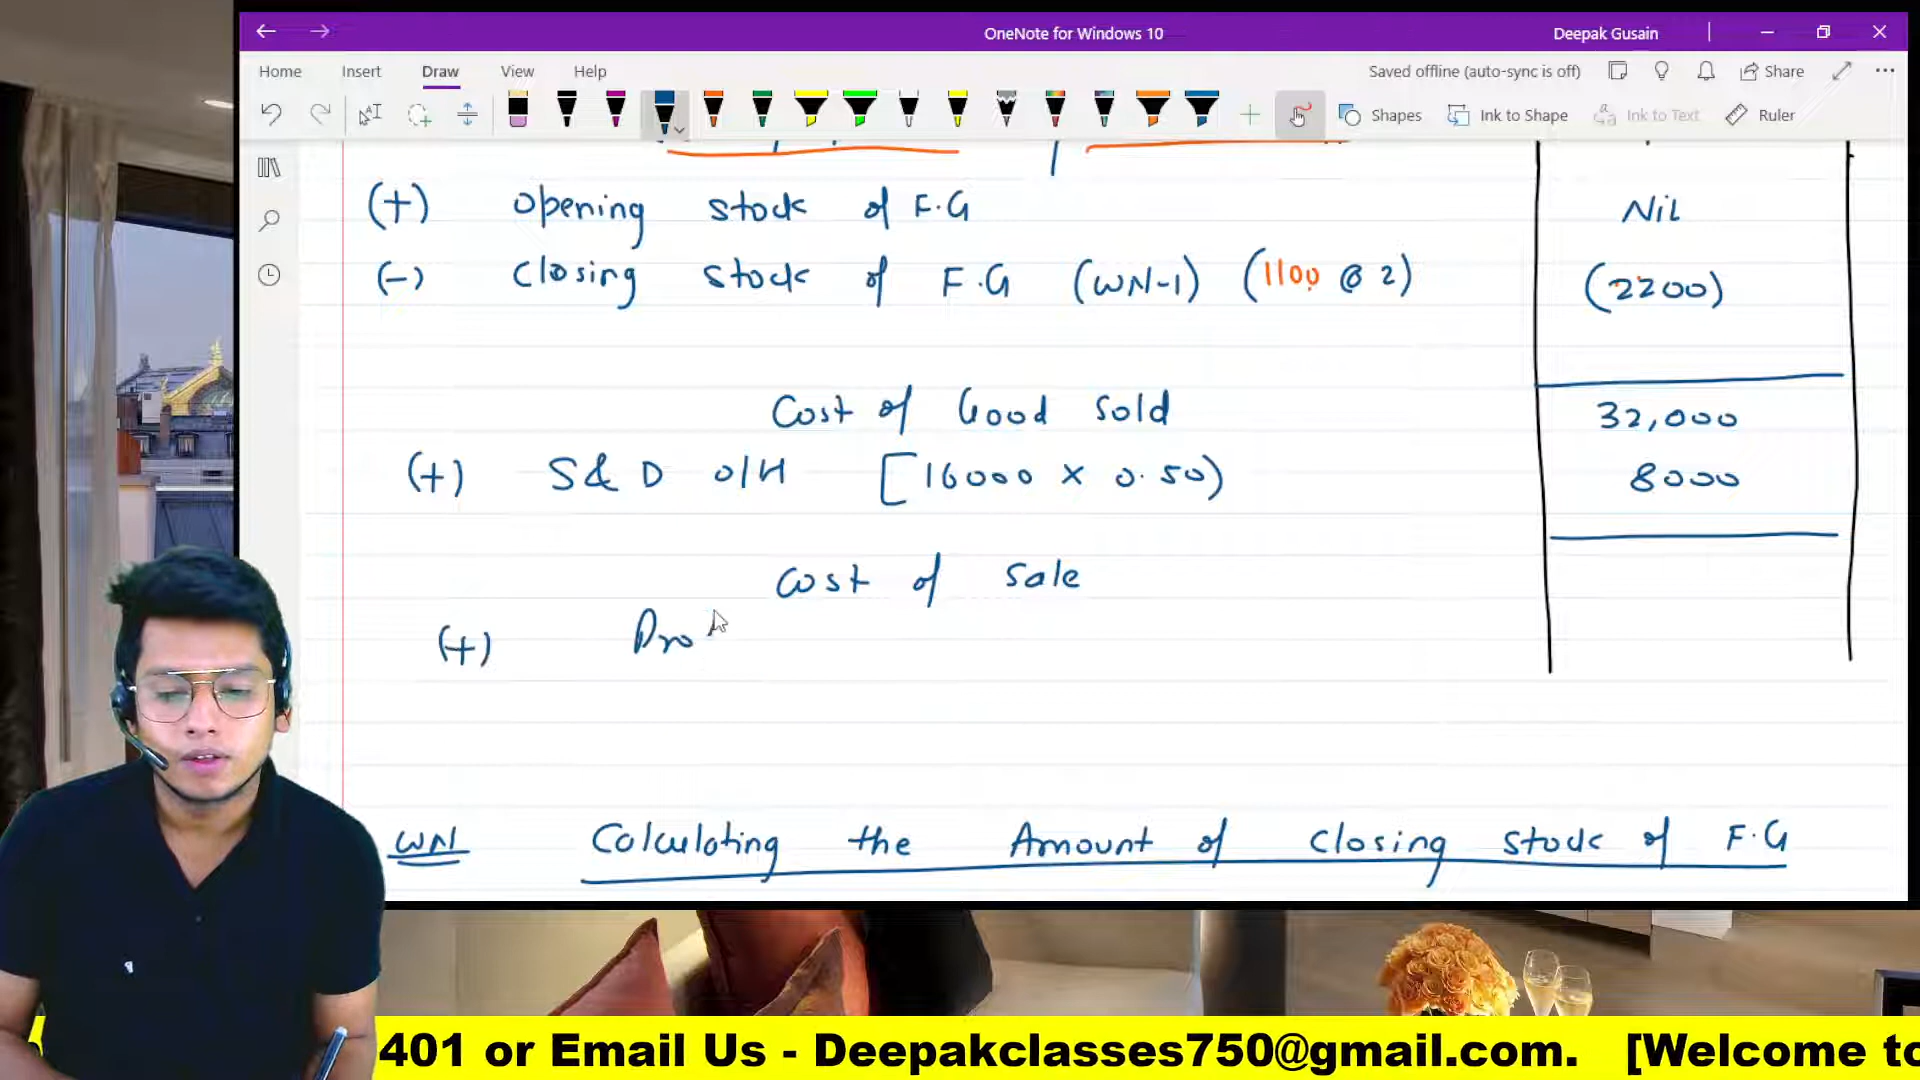 OneNote for Windows 10
Deepak Gusain
Home Insert Draw View Help
Saved offline (auto-sync is off)
Share
Shapes
Ink to Shape
Ink to Text
Ruler
(+) Opening stock of F.G Nil
(-) Closing stock of F.G (WN-1) (1100 @ 2) (2200)
Cost of Good Sold 32,000
(+) S& D O/H [16000 x 0.50) 8000
Cost of Sale
(+) Pro
WN Calculating the Amount of Closing Stock of F.G
401 or Email Us - Deepakclasses750@gmail.com. [Welcome to